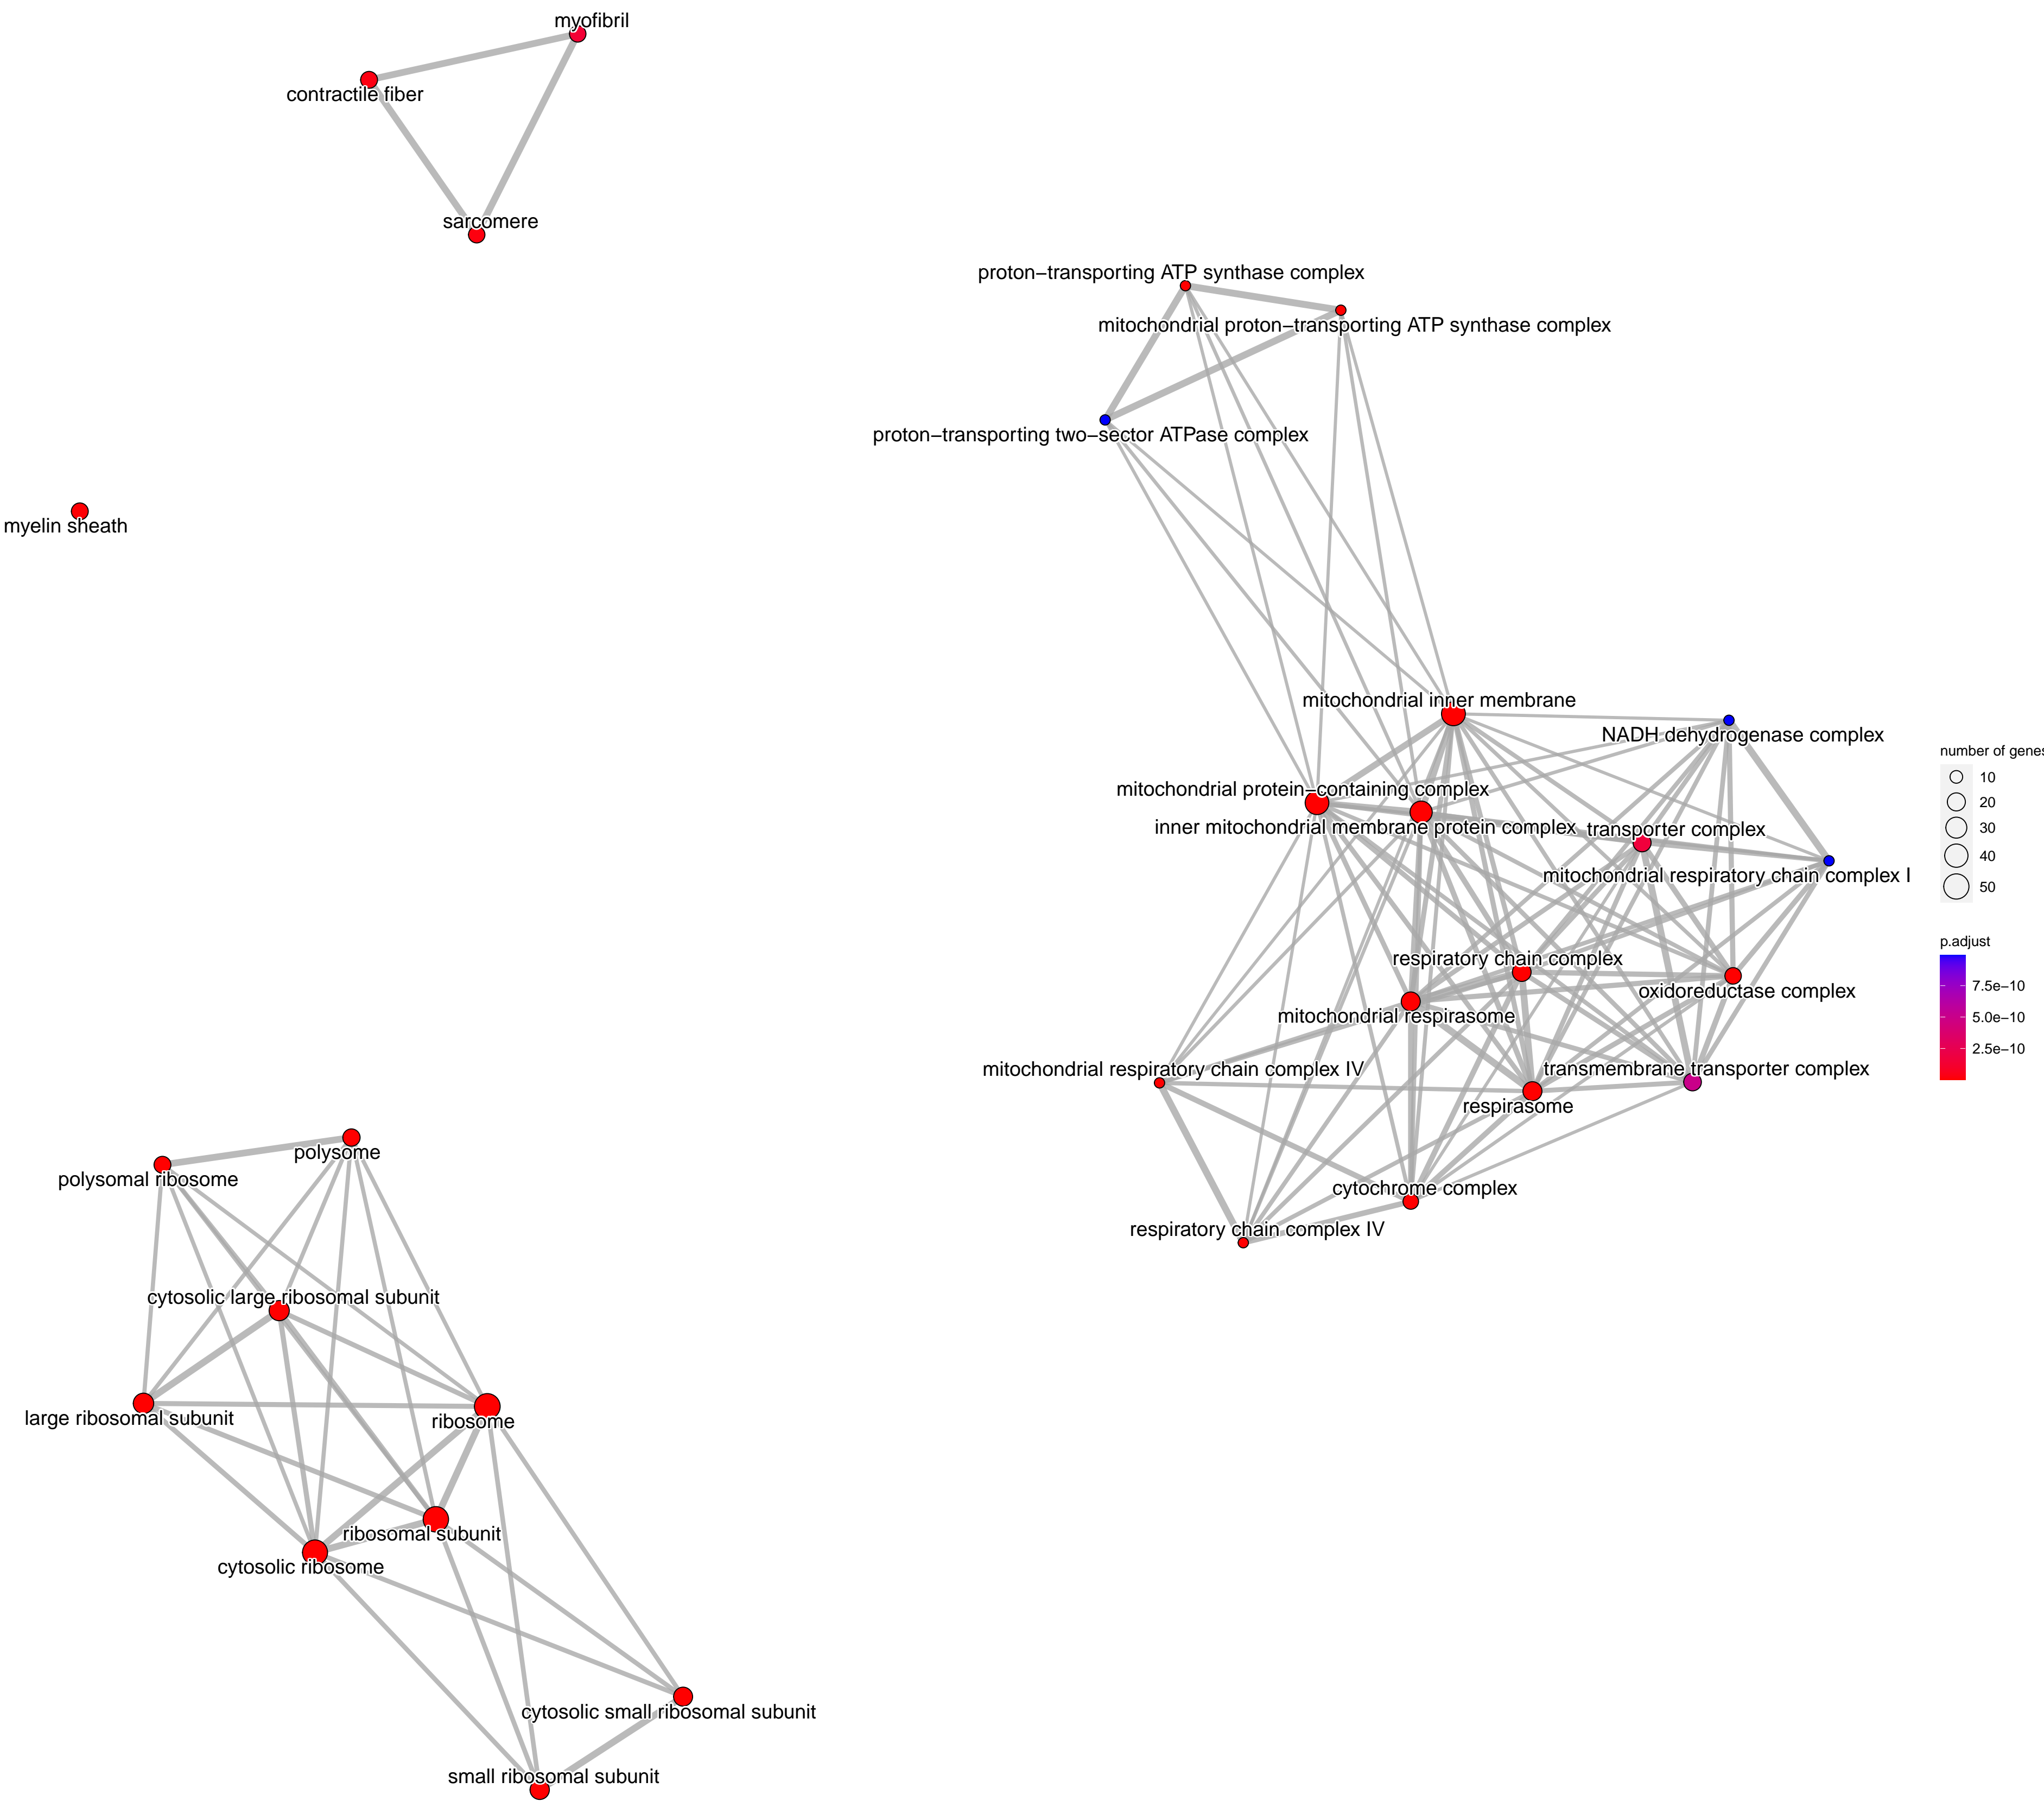 myofibril
contractile fiber
sarcomere
proton−transporting ATP synthase complex
mitochondrial proton−transporting ATP synthase complex
proton−transporting two−sector ATPase complex
myelin sheath
mitochondrial inner membrane
NADH dehydrogenase complex
mitochondrial protein−containing complex
inner mitochondrial membrane protein complex
transporter complex
mitochondrial respiratory chain complex I
respiratory chain complex
oxidoreductase complex
mitochondrial respirasome
mitochondrial respiratory chain complex IV
transmembrane transporter complex
respirasome
cytochrome complex
respiratory chain complex IV
number of genes
10
20
30
40
50
p.adjust
7.5e−10
5.0e−10
2.5e−10
polysome
polysomal ribosome
cytosolic large ribosomal subunit
large ribosomal subunit
ribosome
ribosomal subunit
cytosolic ribosome
cytosolic small ribosomal subunit
small ribosomal subunit